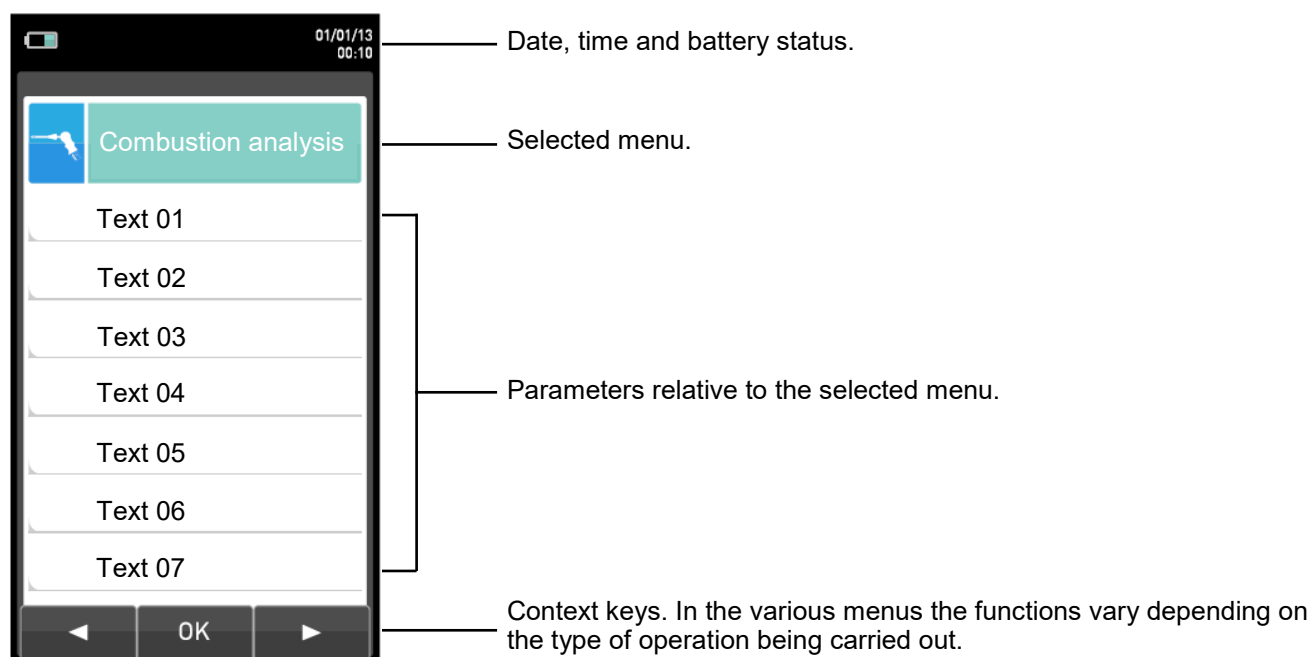 01/01/13
00:10
Date, time and battery status.
Combustion analysis
Selected menu.
Text 01
Text 02
Text 03
Text 04
Parameters relative to the selected menu.
Text 05
Text 06
Text 07
OK
Context keys. In the various menus the functions vary depending on
the type of operation being carried out.